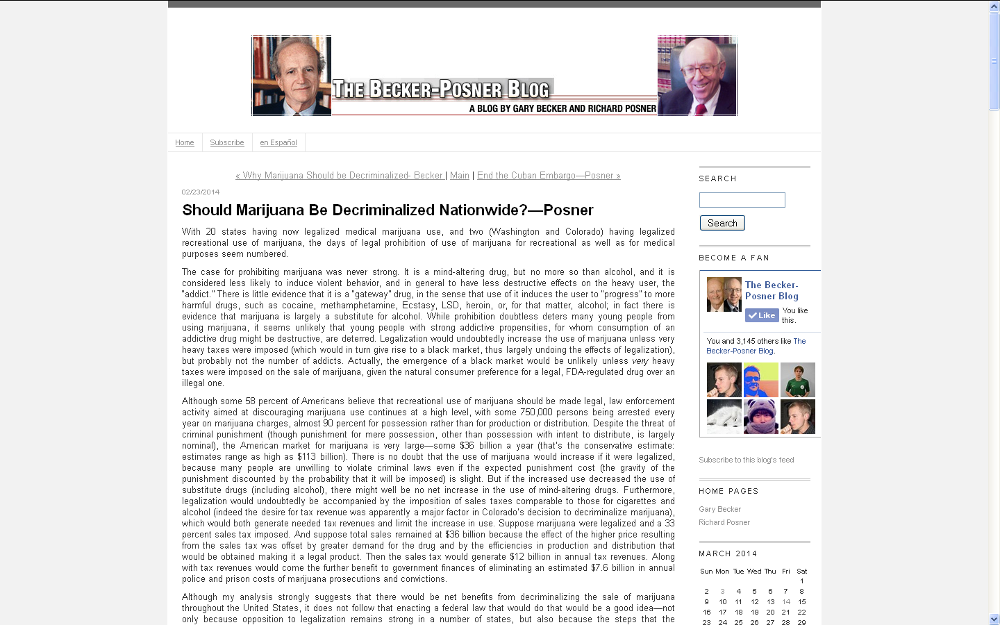 THE BECKER-POSNER BLOG
A BLOG BY GARY BECKER AND RICHARD POSNER
Home
Subscribe
en Español
« Why Marijuana Should be Decriminalized- Becker | Main | End the Cuban Embargo—Posner »
02/23/2014
Should Marijuana Be Decriminalized Nationwide?—Posner
With 20 states having now legalized medical marijuana use, and two (Washington and Colorado) having legalized
recreational use of marijuana, the days of legal prohibition of use of marijuana for recreational as well as for medical
purposes seem numbered.
The case for prohibiting marijuana was never strong. It is a mind-altering drug, but no more so than alcohol, and it is
considered less likely to induce violent behavior, and in general to have less destructive effects on the heavy user, the
"addict." There is little evidence that it is a "gateway" drug, in the sense that use of it induces the user to "progress" to more
harmful drugs, such as cocaine, methamphetamine, Ecstasy, LSD, heroin, or, for that matter, alcohol; in fact there is
evidence that marijuana is largely a substitute for alcohol. While prohibition doubtless deters many young people from
using marijuana, it seems unlikely that young people with strong addictive propensities, for whom consumption of an
addictive drug might be destructive, are deterred. Legalization would undoubtedly increase the use of marijuana unless very
heavy taxes were imposed (which would in turn give rise to a black market, thus largely undoing the effects of legalization),
but probably not the number of addicts. Actually, the emergence of a black market would be unlikely unless very heavy
taxes were imposed on the sale of marijuana, given the natural consumer preference for a legal, FDA-regulated drug over an
illegal one.
Although some 58 percent of Americans believe that recreational use of marijuana should be made legal, law enforcement
activity aimed at discouraging marijuana use continues at a high level, with some 750,000 persons being arrested every
year on marijuana charges, almost 90 percent for possession rather than for production or distribution. Despite the threat of
criminal punishment (though punishment for mere possession, other than possession with intent to distribute, is largely
nominal), the American market for marijuana is very large—some $36 billion a year (that's the conservative estimate:
estimates range as high as $113 billion). There is no doubt that the use of marijuana would increase if it were legalized,
because many people are unwilling to violate criminal laws even if the expected punishment cost (the gravity of the
punishment discounted by the probability that it will be imposed) is slight. But if the increased use decreased the use of
substitute drugs (including alcohol), there might well be no net increase in the use of mind-altering drugs. Furthermore,
legalization would undoubtedly be accompanied by the imposition of sales taxes comparable to those for cigarettes and
alcohol (indeed the desire for tax revenue was apparently a major factor in Colorado's decision to decriminalize marijuana),
which would both generate needed tax revenues and limit the increase in use. Suppose marijuana were legalized and a 33
percent sales tax imposed. And suppose total sales remained at $36 billion because the effect of the higher price resulting
from the sales tax was offset by greater demand for the drug and by the efficiencies in production and distribution that
would be obtained making it a legal product. Then the sales tax would generate $12 billion in annual tax revenues. Along
with tax revenues would come the further benefit to government finances of eliminating an estimated $7.6 billion in annual
police and prison costs of marijuana prosecutions and convictions.
Although my analysis strongly suggests that there would be net benefits from decriminalizing the sale of marijuana
throughout the United States, it does not follow that enacting a federal law that would do that would be a good idea—not
only because opposition to legalization remains strong in a number of states, but also because the steps that the
SEARCH
Search
BECOME A FAN
The Becker-
Posner Blog
Like
You like
this.
You and 3,145 others like The
Becker-Posner Blog.
Subscribe to this blog's feed
HOME PAGES
Gary Becker
Richard Posner
MARCH 2014
Sun Mon Tue Wed Thu Fri Sat
1
2 3 4 5 6 7 8
9 10 11 12 13 14 15
16 17 18 19 20 21 22
23 24 25 26 27 28 29